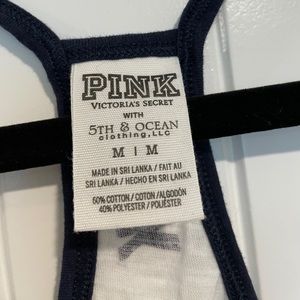 PINK
VICTORIA'S SECRET
WITH
5TH & OCEAN
clothing, LLC
M | M
MADE IN SRI LANKA / FAIT AU
SRI LANKA / HECHO EN SRI LANKA
60% COTTON / COTON / ALGODÓN
40% POLYESTER / POLIÉSTER